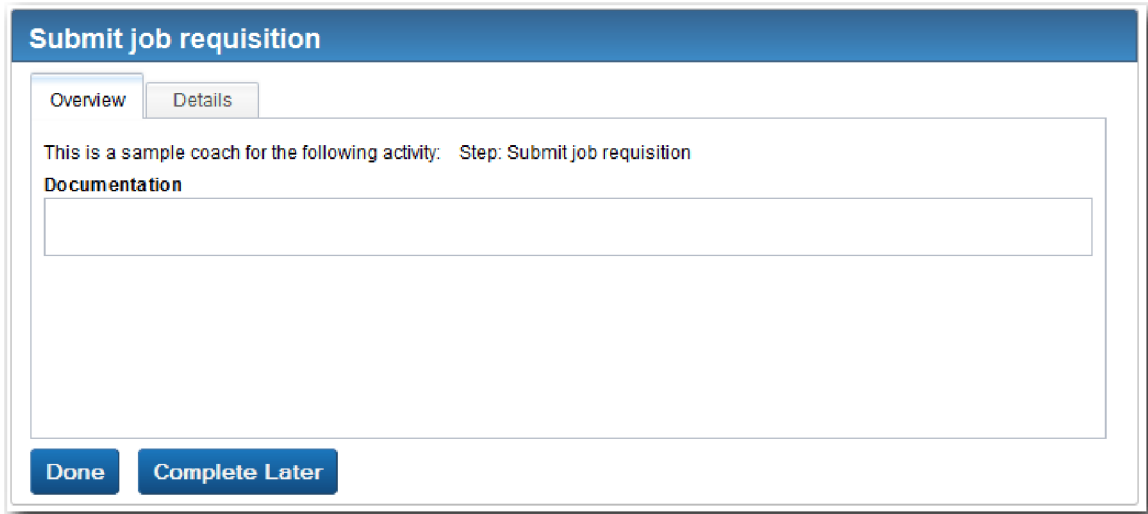 Submit job requisition
Overview Details
This is a sample coach for the following activity: Step: Submit job requisition
Documentation
Done Complete Later